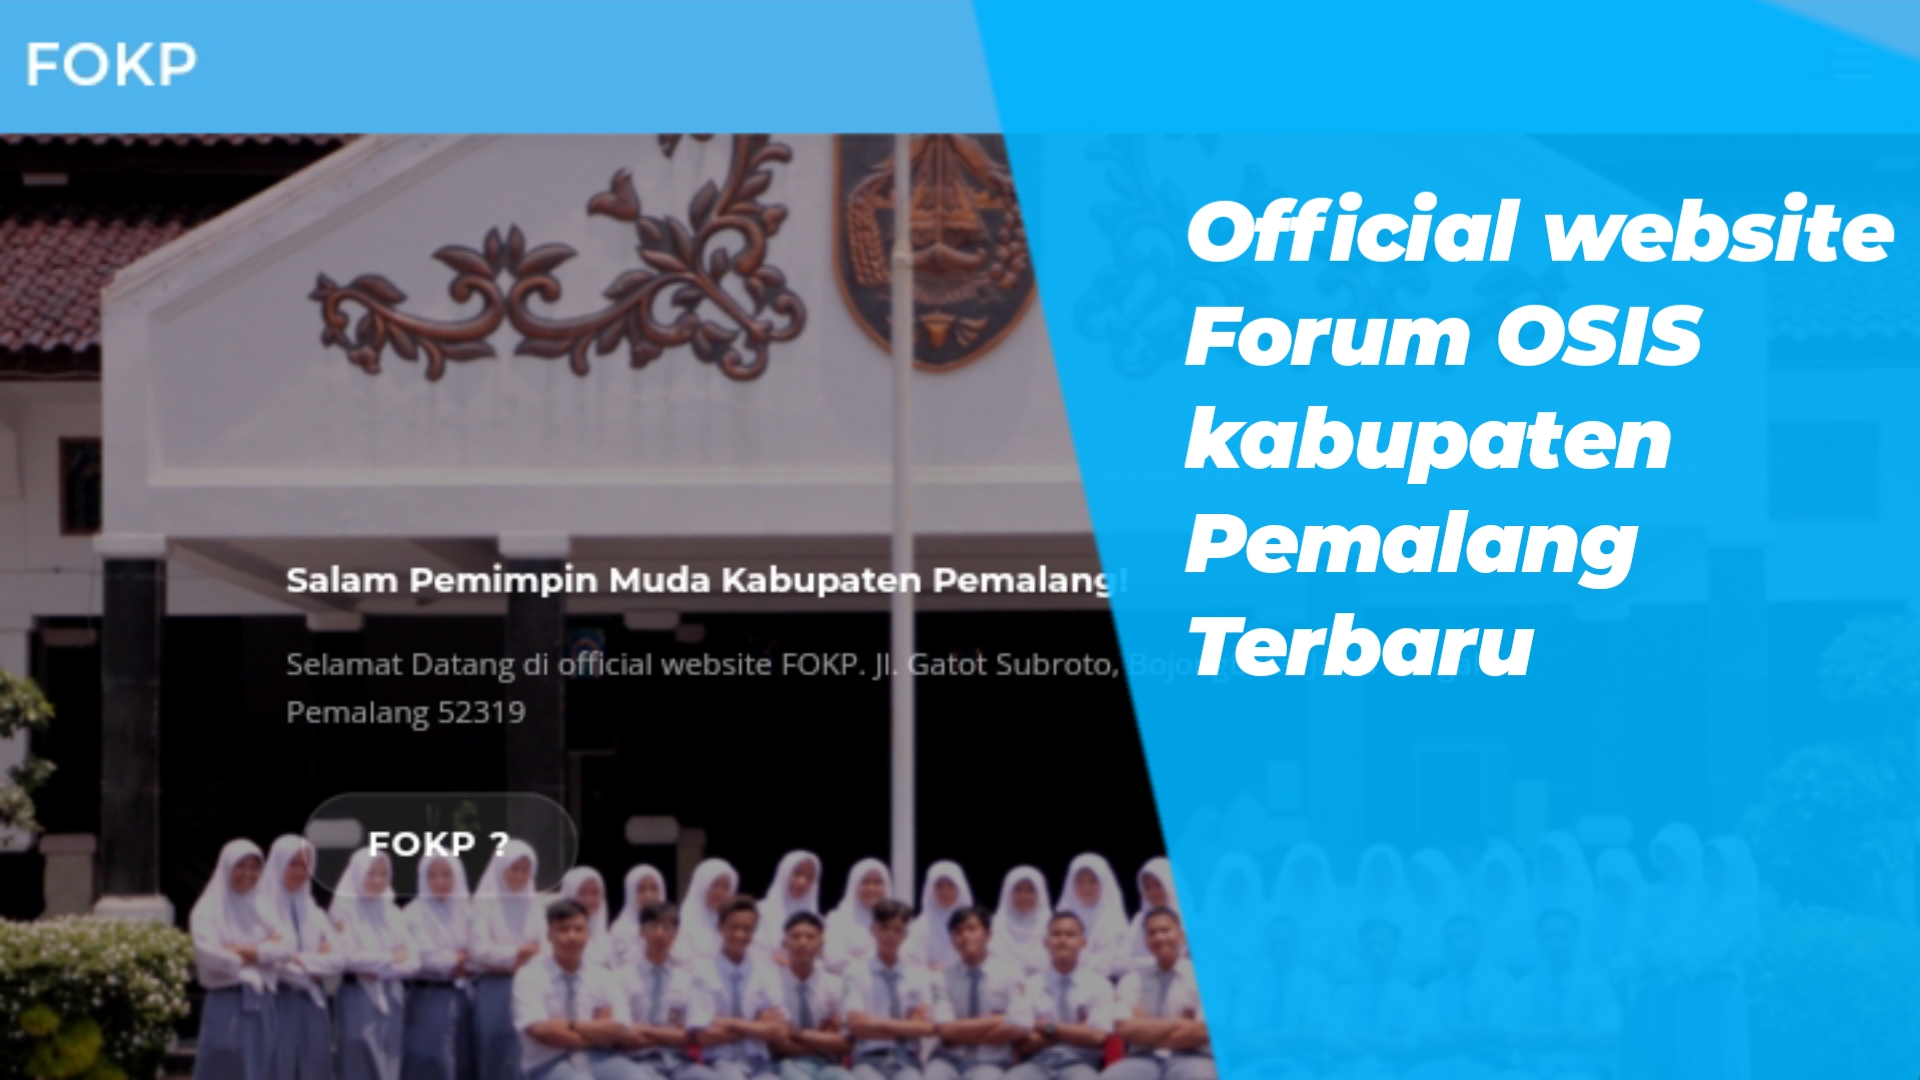 FOKP
Official website
Forum OSIS
kabupaten
Pemalang
Terbaru
Salam Pemimpin Muda Kabupaten Pemalang!
Selamat Datang di official website FOKP. Jl. Gatot Subroto,
Pemalang 52319
FOKP ?